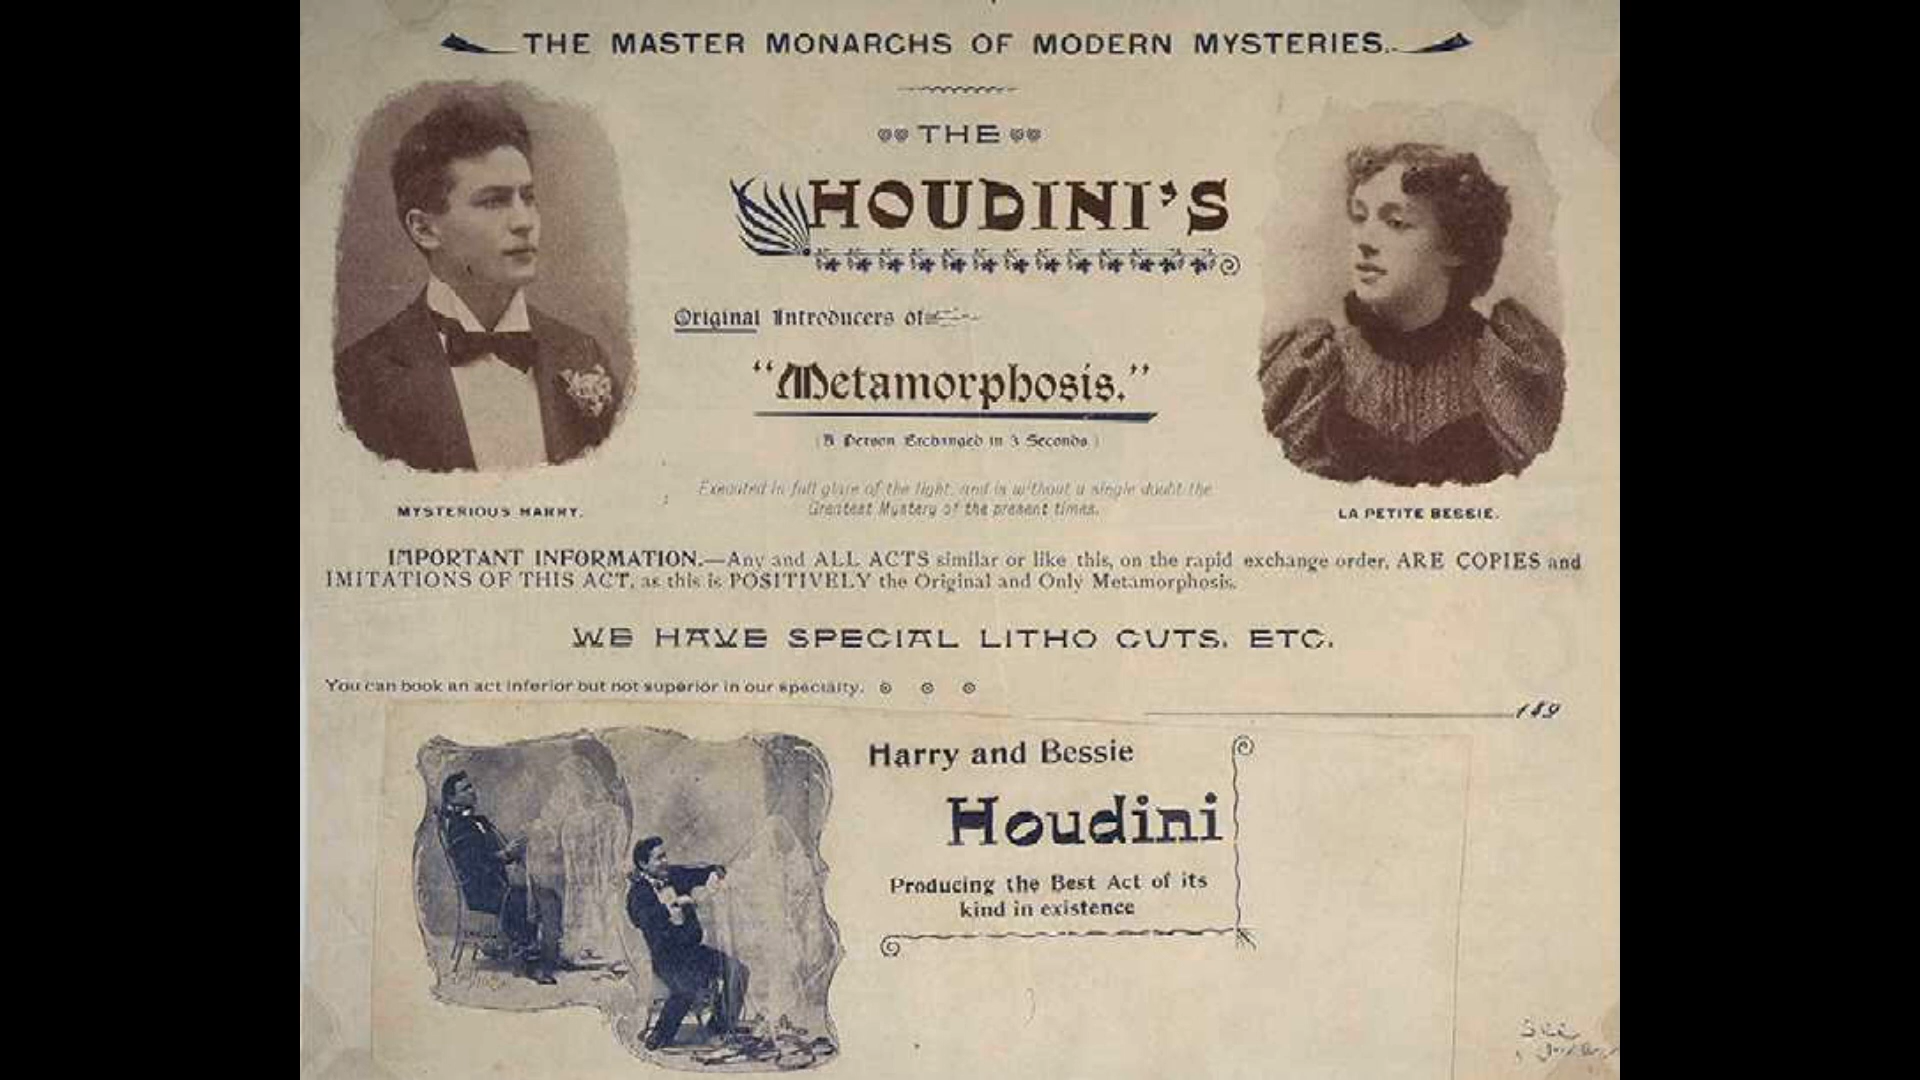 THE MASTER MONARCHS OF MODERN MYSTERIES.
THE
HOUDINI'S
Original Introducers of
"Metamorphosis."
(A Person Exchanged in 3 Seconds)
Executed in full glare of the light, and is without a single doubt the
Greatest Mystery of the present times.
MYSTERIOUS HARRY.
LA PETITE BESSIE.
IMPORTANT INFORMATION.—Any and ALL ACTS similar or like this, on the rapid exchange order, ARE COPIES and
IMITATIONS OF THIS ACT, as this is POSITIVELY the Original and Only Metamorphosis.
WE HAVE SPECIAL LITHO CUTS, ETC.
You can book an act inferior but not superior in our specialty.
189
Harry and Bessie
Houdini
Producing the Best Act of its
kind in existence